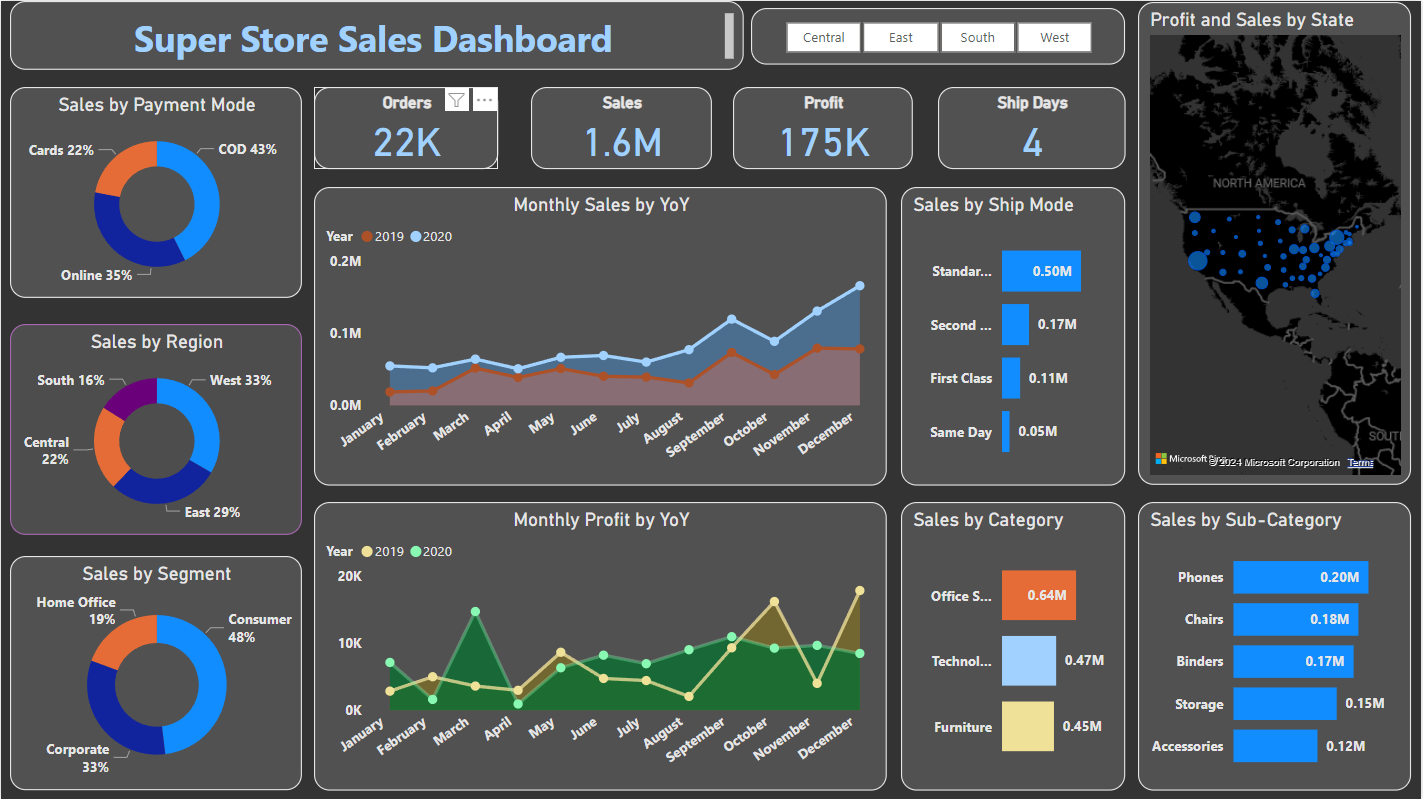 Super Store Sales Dashboard
Central
East
South
West
Profit and Sales by State
NORTH AMERICA
Microsoft Bing
©2024 Microsoft Corporation
Terms
Sales by Payment Mode
Cards 22%
COD 43%
Online 35%
Orders
22K
Sales
1.6M
Profit
175K
Ship Days
4
Monthly Sales by YoY
Year
2019
2020
0.2M
0.1M
0.0M
January
February
March
April
May
June
July
August
September
October
November
December
Sales by Ship Mode
Standar...
0.50M
Second ...
0.17M
First Class
0.11M
Same Day
0.05M
Sales by Region
South 16%
West 33%
Central
22%
East 29%
Sales by Segment
Home Office
19%
Consumer
48%
Corporate
33%
Monthly Profit by YoY
Year
2019
2020
20K
10K
0K
January
February
March
April
May
June
July
August
September
October
November
December
Sales by Category
Office S...
0.64M
Technol...
0.47M
Furniture
0.45M
Sales by Sub-Category
Phones
0.20M
Chairs
0.18M
Binders
0.17M
Storage
0.15M
Accessories
0.12M